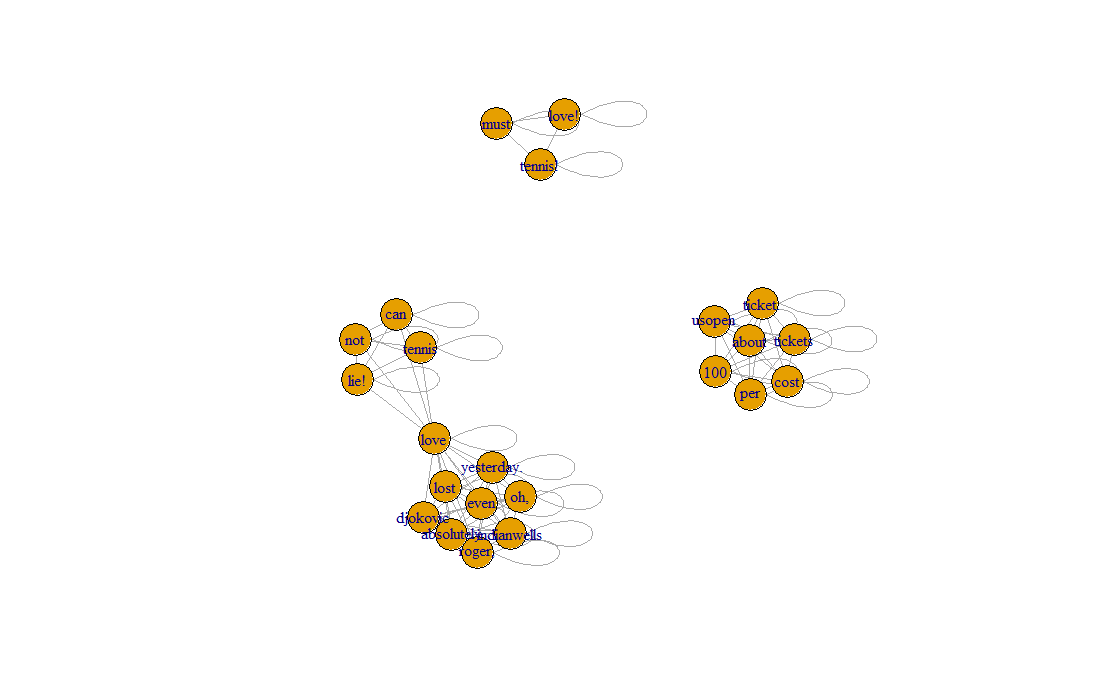 must
love!
tennis!
can
not
tennis
lie!
ticket
usopen
about
tickets
100
cost
per
love
yesterday.
lost
even
oh,
djokovic
absolutely
indianwells
roger